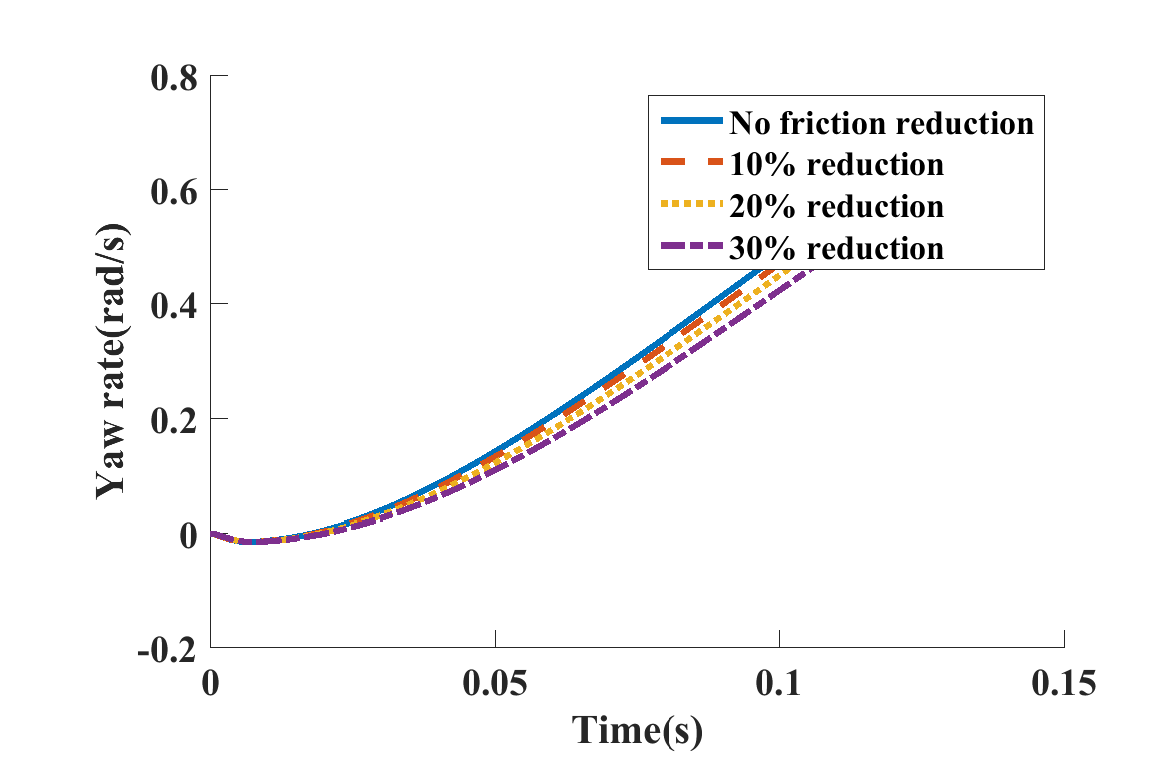 0.8
0.6
0.4
0.2
0
-0.2
Yaw rate(rad/s)
No friction reduction
10% reduction
20% reduction
30% reduction
0 0.05 0.1 0.15
Time(s)